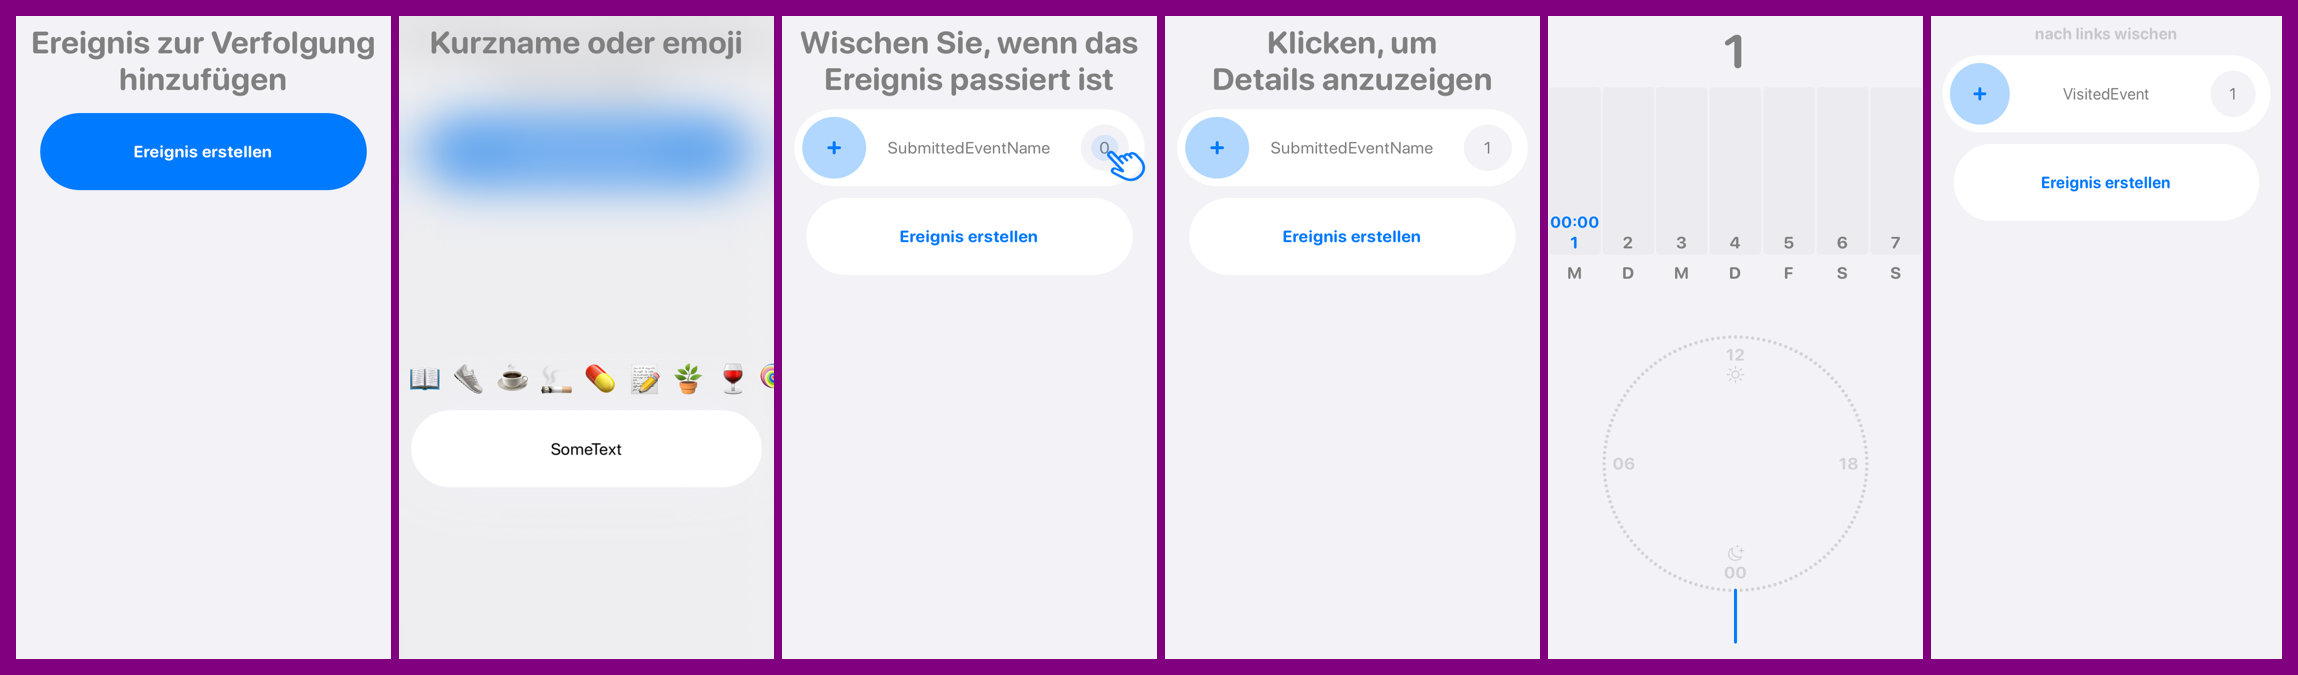 Ereignis zur Verfolgung
hinzufügen
Ereignis erstellen
Kurzname oder emoji
SomeText
Wischen Sie, wenn das
Ereignis passiert ist
+ SubmittedEventName 0
Ereignis erstellen
Klicken, um
Details anzuzeigen
+ SubmittedEventName 1
Ereignis erstellen
1
00:00
1 2 3 4 5 6 7
M D M D F S S
12
06 18
00
nach links wischen
+ VisitedEvent 1
Ereignis erstellen